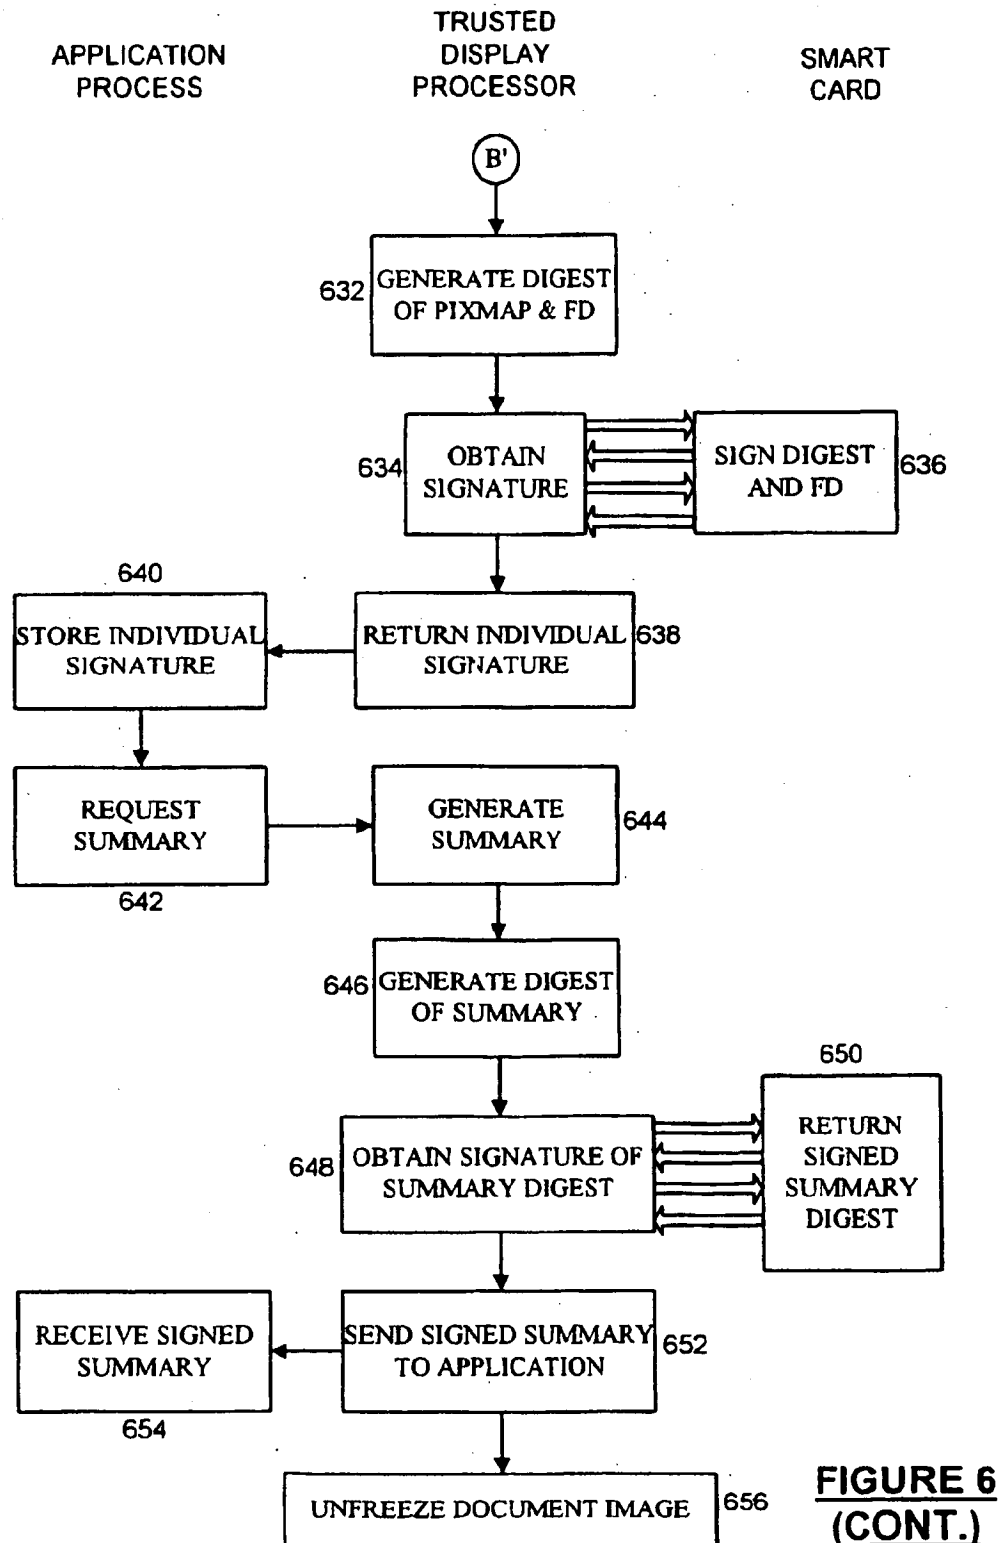 APPLICATION
PROCESS
TRUSTED
DISPLAY
PROCESSOR
SMART
CARD
B'
632
GENERATE DIGEST
OF PIXMAP & FD
634
OBTAIN
SIGNATURE
SIGN DIGEST
AND FD
636
640
STORE INDIVIDUAL
SIGNATURE
RETURN INDIVIDUAL
SIGNATURE
638
REQUEST
SUMMARY
642
GENERATE
SUMMARY
644
646
GENERATE DIGEST
OF SUMMARY
648
OBTAIN SIGNATURE OF
SUMMARY DIGEST
650
RETURN
SIGNED
SUMMARY
DIGEST
RECEIVE SIGNED
SUMMARY
654
SEND SIGNED SUMMARY
TO APPLICATION
652
UNFREEZE DOCUMENT IMAGE
656
FIGURE 6
(CONT.)